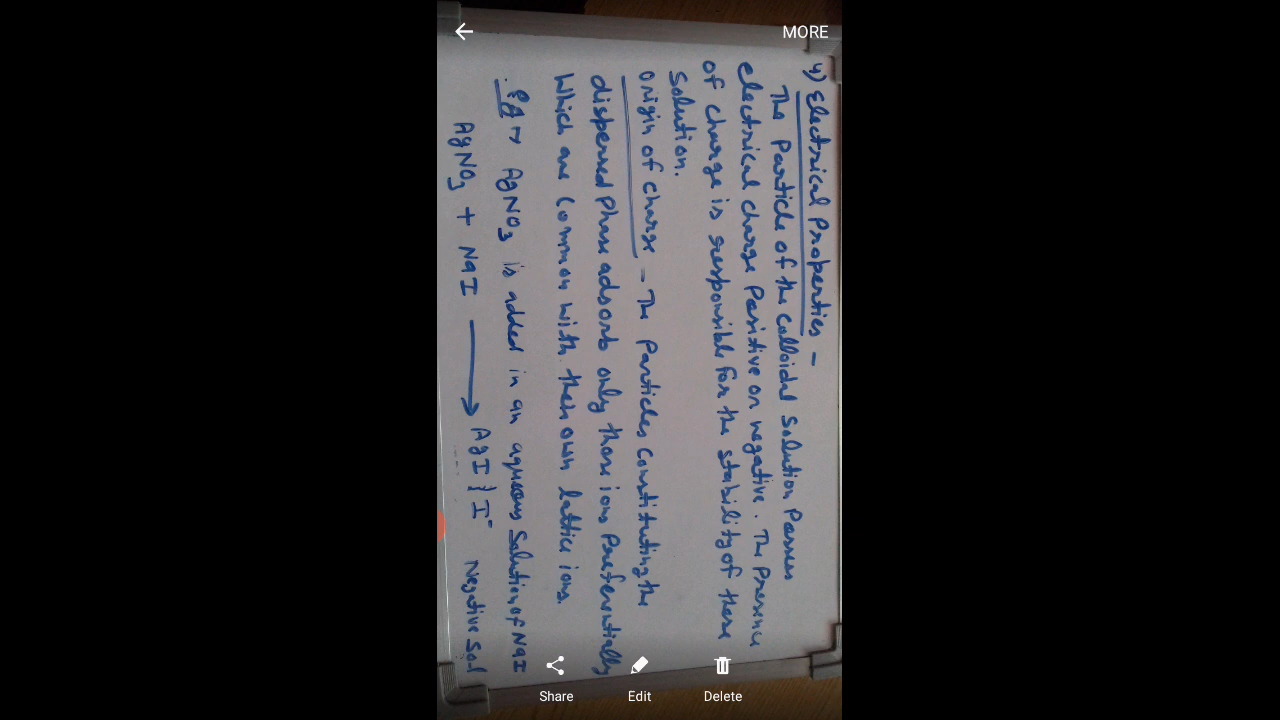 MORE
4) Electrical Properties –
The Particle of the colloidal Solution Possess
electrical charge Positive or negative. The Presence
of charge is responsible for the stability of these
Solution.
Origin of charge – The Particles Constituting the
dispersed Phase adsorb only those ions Preferentially
Which are Common with their own lattice ions.
AgNO3 is added in an aqueous Solution of NaI
AgNO3 + NaI → AgI } I- Negative Sol
Share Edit Delete